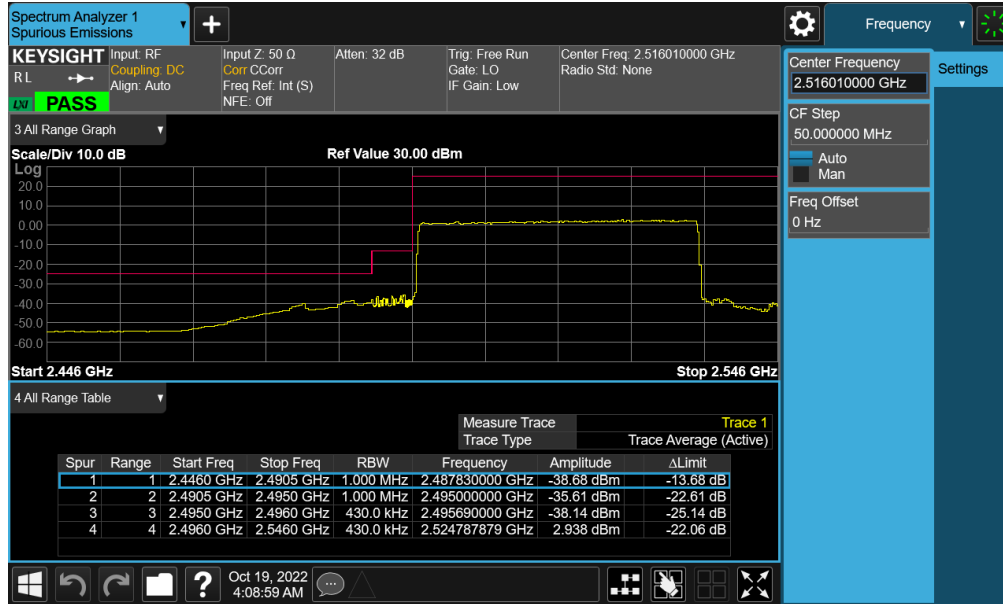 Spectrum Analyzer 1
Spurious Emissions
+
Frequency
KEYSIGHT
R L
LXI
PASS
Input: RF
Coupling: DC
Align: Auto
Input Z: 50 Ω
Corr CCorr
Freq Ref: Int (S)
NFE: Off
Atten: 32 dB
Trig: Free Run
Gate: LO
IF Gain: Low
Center Freq: 2.516010000 GHz
Radio Std: None
Center Frequency
2.516010000 GHz
Settings
CF Step
50.000000 MHz
Auto
Man
Freq Offset
0 Hz
3 All Range Graph
Scale/Div 10.0 dB
Ref Value 30.00 dBm
Log
20.0
10.0
0.00
-10.0
-20.0
-30.0
-40.0
-50.0
-60.0
Start 2.446 GHz
Stop 2.546 GHz
4 All Range Table
Measure Trace Trace 1
Trace Type Trace Average (Active)
Spur Range Start Freq Stop Freq RBW Frequency Amplitude ΔLimit
1 1 2.4460 GHz 2.4905 GHz 1.000 MHz 2.487830000 GHz -38.68 dBm -13.68 dB
2 2 2.4905 GHz 2.4950 GHz 1.000 MHz 2.495000000 GHz -35.61 dBm -22.61 dB
3 3 2.4950 GHz 2.4960 GHz 430.0 kHz 2.495690000 GHz -38.14 dBm -25.14 dB
4 4 2.4960 GHz 2.5460 GHz 430.0 kHz 2.524787879 GHz 2.938 dBm -22.06 dB
?
Oct 19, 2022
4:08:59 AM